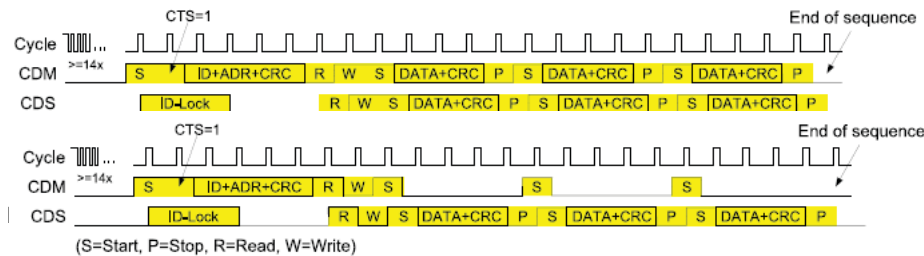 CTS=1 End of sequence
Cycle ...
>=14x
CDM S ID+ADR+CRC R W S DATA+CRC P S DATA+CRC P S DATA+CRC P
CDS ID-Lock R W S DATA+CRC P S DATA+CRC P S DATA+CRC P
CTS=1 End of sequence
Cycle ...
>=14x
CDM S ID+ADR+CRC R W S S S
CDS ID-Lock R W S DATA+CRC P S DATA+CRC P S DATA+CRC P
(S=Start, P=Stop, R=Read, W=Write)